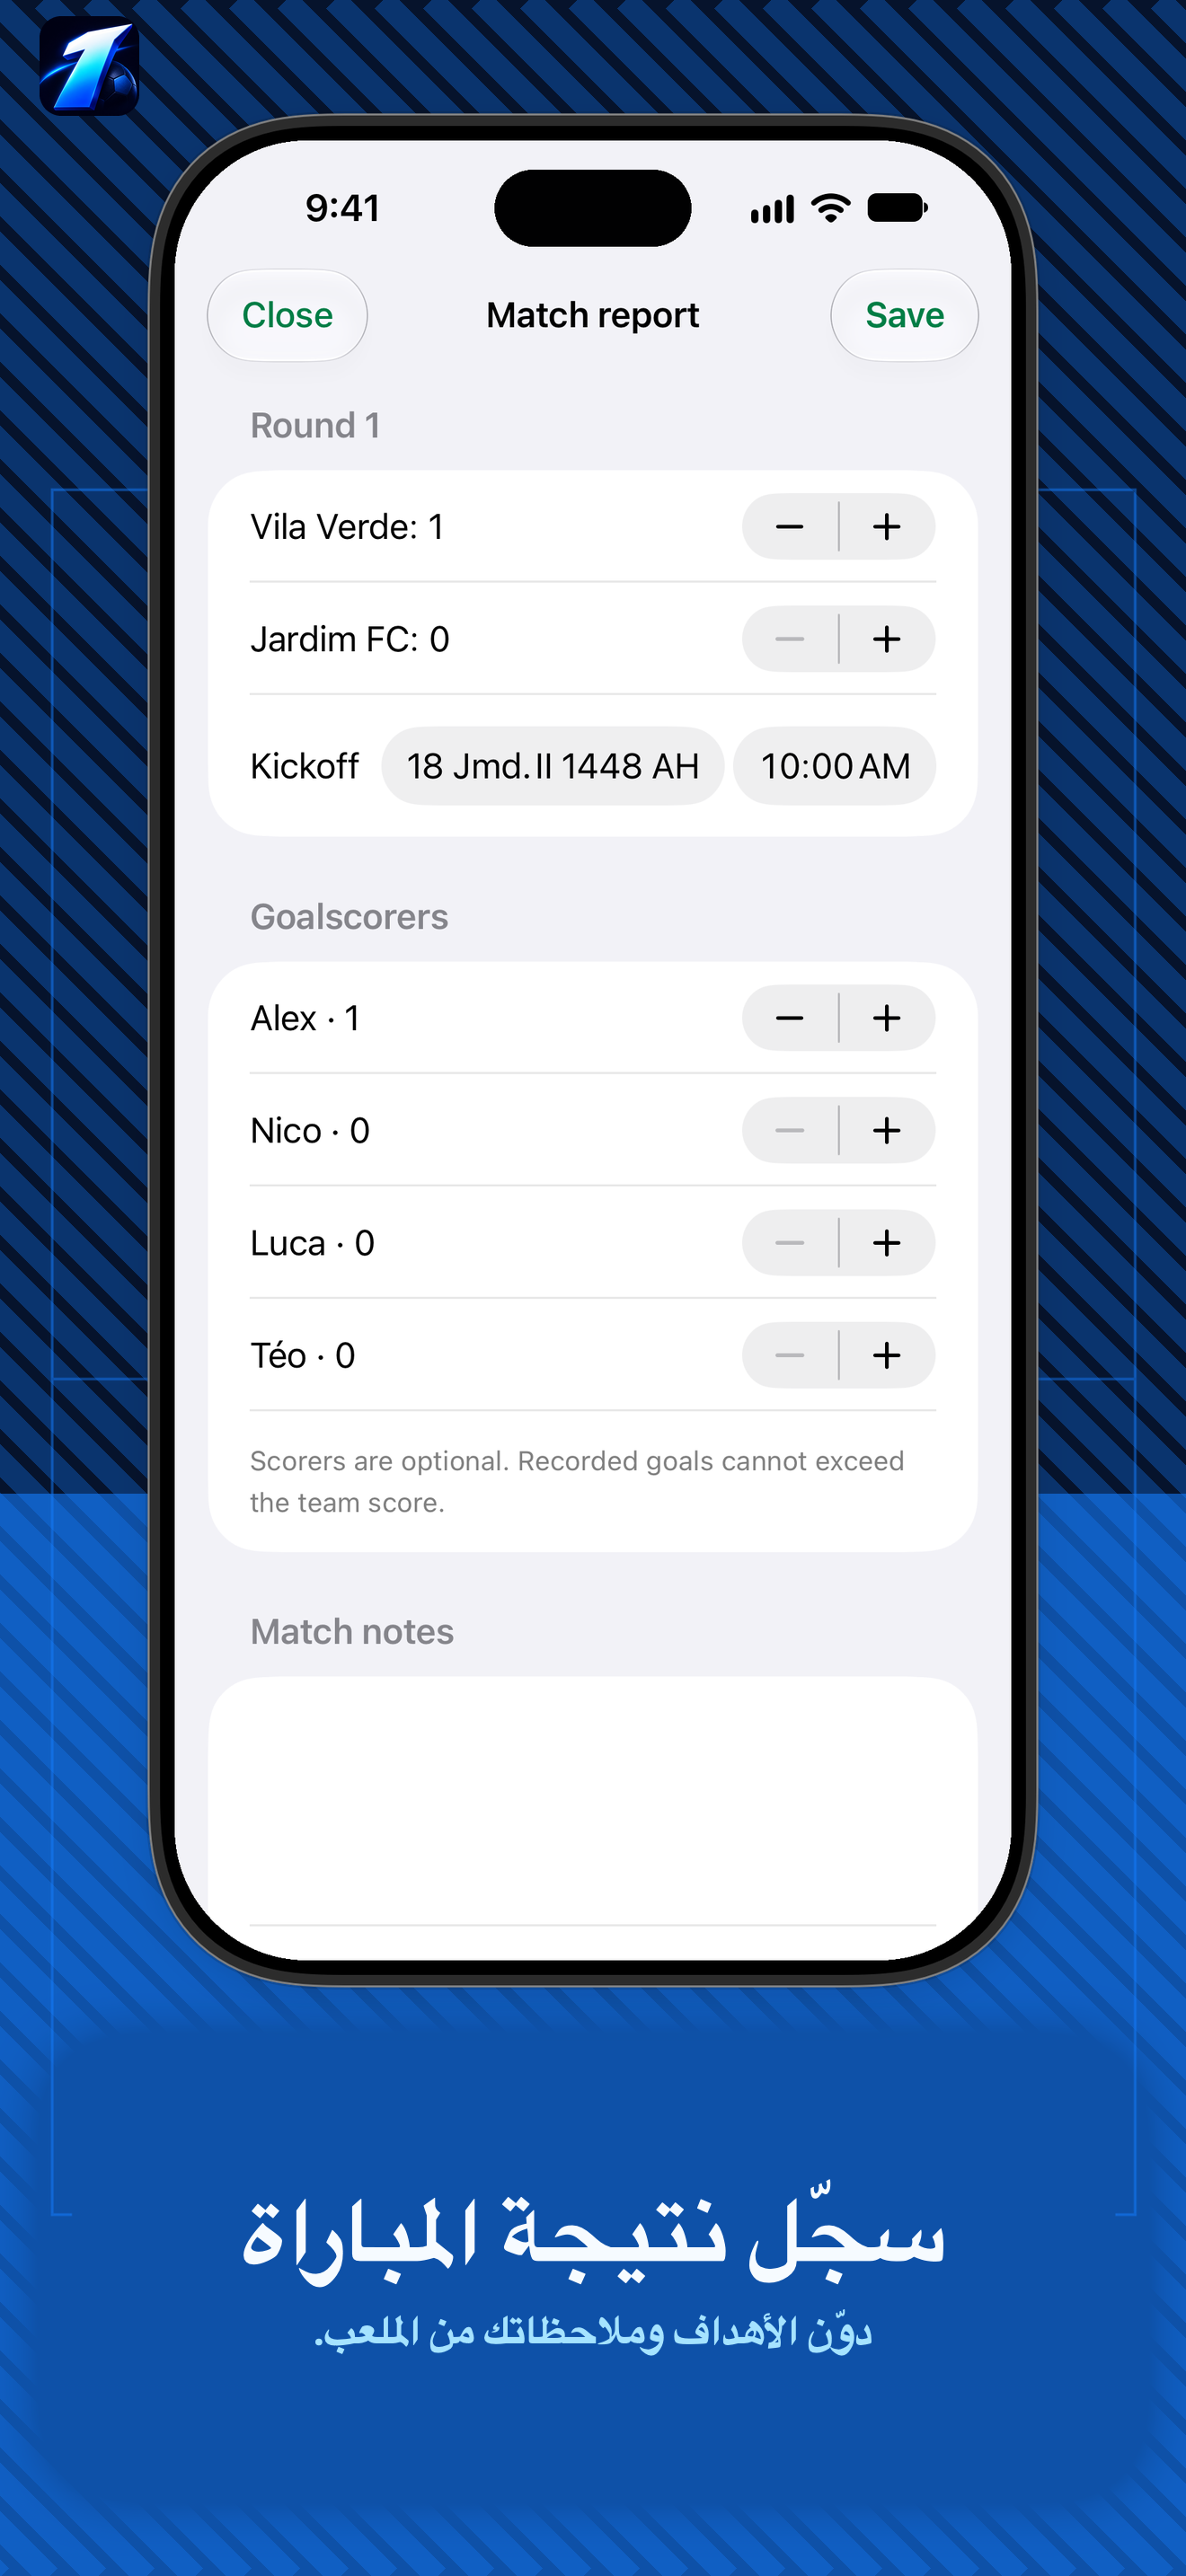 9:41
Close
Match report
Save
Round 1
Vila Verde: 1
Jardim FC: 0
Kickoff
18 Jmd. II 1448 AH
10:00 AM
Goalscorers
Alex · 1
Nico · 0
Luca · 0
Téo · 0
Scorers are optional. Recorded goals cannot exceed
the team score.
Match notes
سجّل نتيجة المباراة
دوّن الأهداف وملاحظاتك من الملعب.